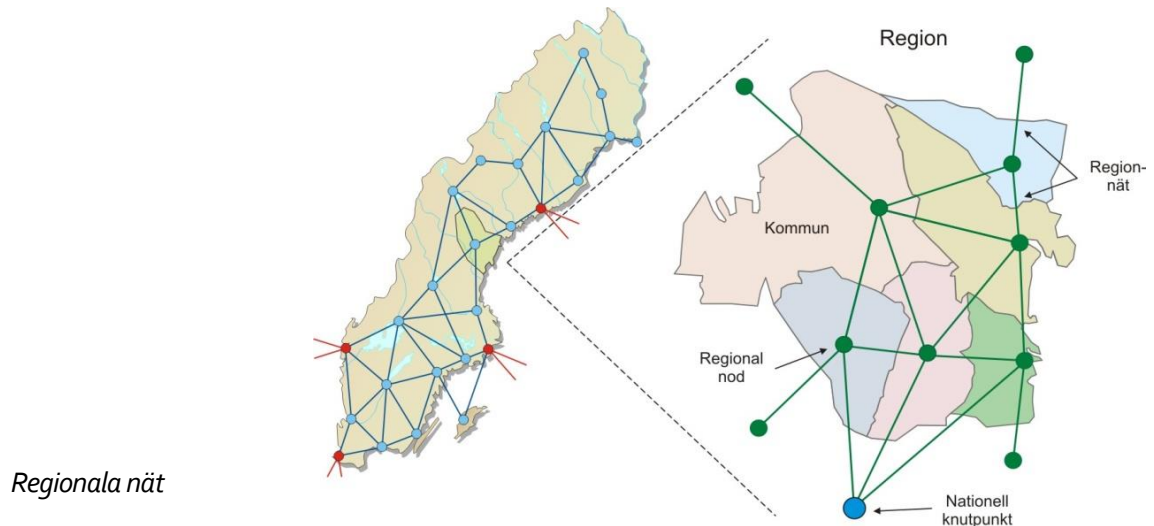 Region
Region-
nät
Kommun
Regional
nod
Regionala nät
Nationell
knutpunkt